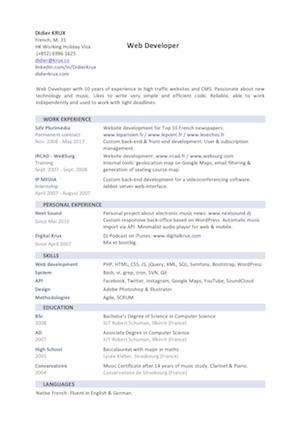 Didier KRUX
French, M, 31
HK Working Holiday Visa
(+852) 6996 1625
didier@krux.co
linkedin.com/in/DidierKrux
didierkrux.com
Web Developer
Web Developer with 10 years of experience in high traffic websites and CMS. Passionate about new
technology and music. Likes to write very simple and efficient code. Reliable, able to work
independently and used to work with tight deadlines.
WORK EXPERIENCE
SdV Plurimédia
Permanent contract
Nov. 2008 - May 2017
Website development for Top 10 French newspapers:
www.leparisien.fr / www.lepoint.fr / www.lesechos.fr
Custom back-end & front-end development. User & subscription
management.
IRCAD - WeBSurg
Training
Sept. 2007 - Sept. 2008
Website development: www.ircad.fr / www.websurg.com
Internal tools: geolocation map on Google Maps, email filtering &
generation of seating course map.
IP MEDIA
Internship
April 2007 - August 2007
Custom back-end development for a videoconferencing software.
Jabber server web-interface.
PERSONAL EXPERIENCE
Next Sound
Since Mai 2010
Personal project about electronic music news: www.nextsound.dj
Custom responsive back-office based on WordPress. Automatic music
import via API. Minimalist audio player for web & mobile.
Digital Krux
Since April 2007
DJ Podcast on iTunes: www.digitalkrux.com
Mix et bootleg.
SKILLS
Web development
PHP, HTML, CSS, JS, jQuery, XML, SQL, Symfony, Bootstrap, WordPress
System
Bash, vi, grep, cron, SVN, Git
API
Facebook, Twitter, Instagram, Google Maps, YouTube, SoundCloud
Design
Adobe Photoshop & Illustrator
Methodologies
Agile, SCRUM
EDUCATION
BSc
2008
Bachelor's Degree of Science in Computer Science
IUT Robert Schuman, Illkirch (France)
AD
2007
Associate Degree in Computer Science
IUT Robert Schuman, Illkirch (France)
High School
2005
Baccalaureat with major in maths
Lycée Kléber, Strasbourg (France)
Conservatoire
2004
Music Certificate after 14 years of music study. Clarinet & Piano.
Conservatoire de Strasbourg (France)
LANGUAGES
Native French. Fluent in English & German.